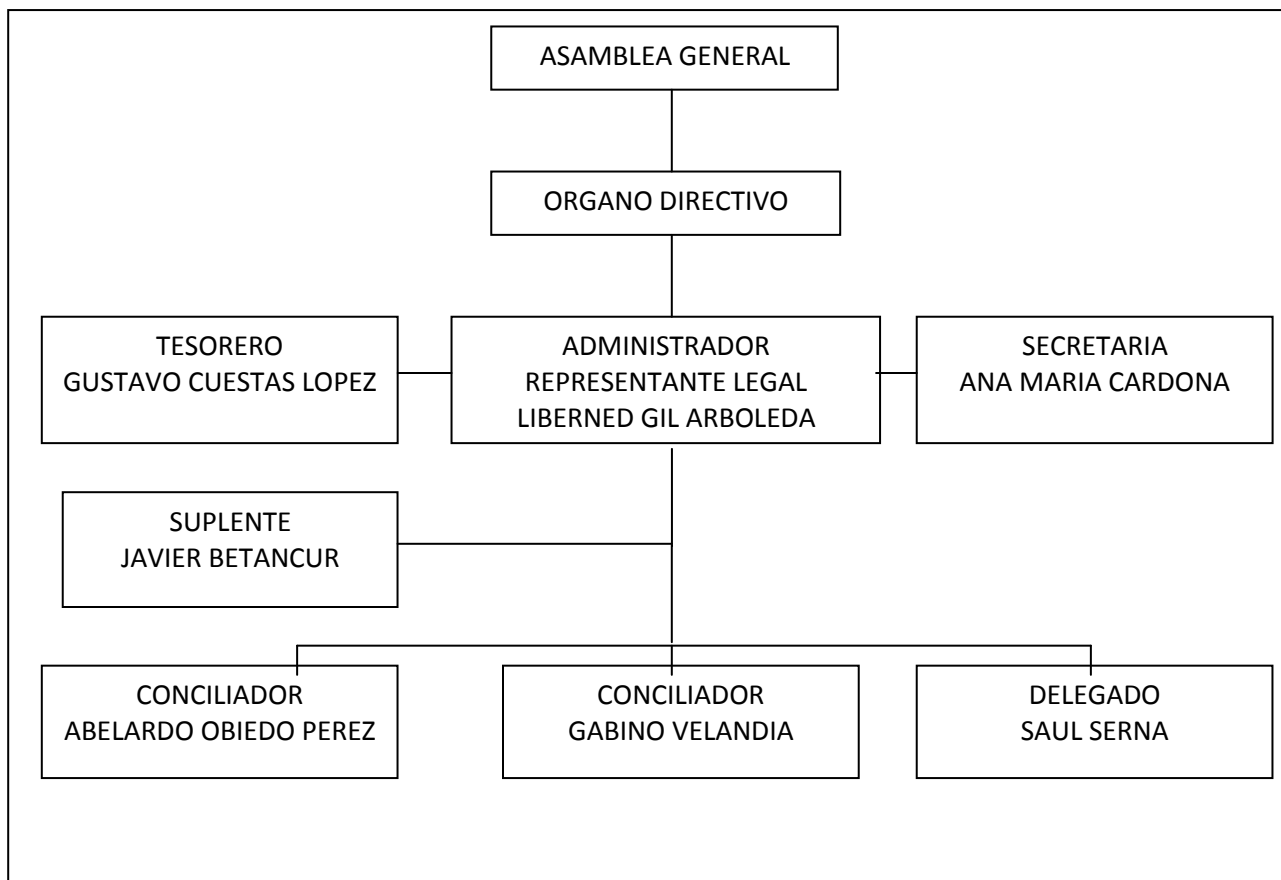 ASAMBLEA GENERAL
ORGANO DIRECTIVO
TESORERO
GUSTAVO CUESTAS LOPEZ
ADMINISTRADOR
REPRESENTANTE LEGAL
LIBERNED GIL ARBOLEDA
SECRETARIA
ANA MARIA CARDONA
SUPLENTE
JAVIER BETANCUR
CONCILIADOR
ABELARDO OBIEDO PEREZ
CONCILIADOR
GABINO VELANDIA
DELEGADO
SAUL SERNA